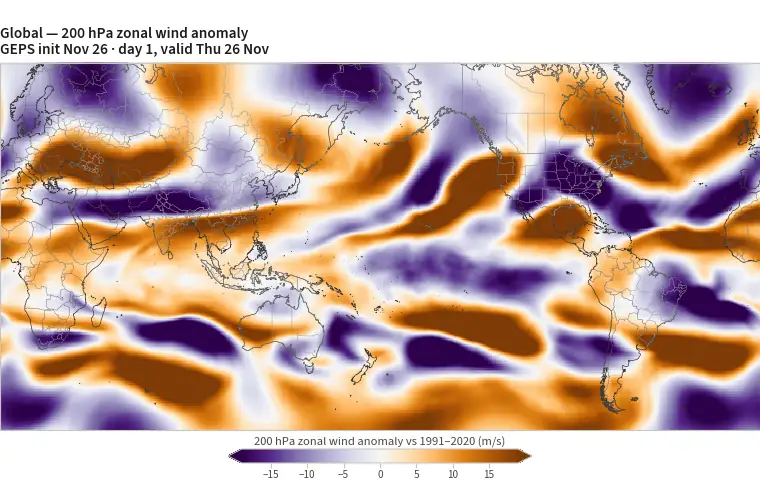 Global — 200 hPa zonal wind anomaly
GEPS init Nov 26 · day 1, valid Thu 26 Nov
200 hPa zonal wind anomaly vs 1991–2020 (m/s)
−15 −10 −5 0 5 10 15